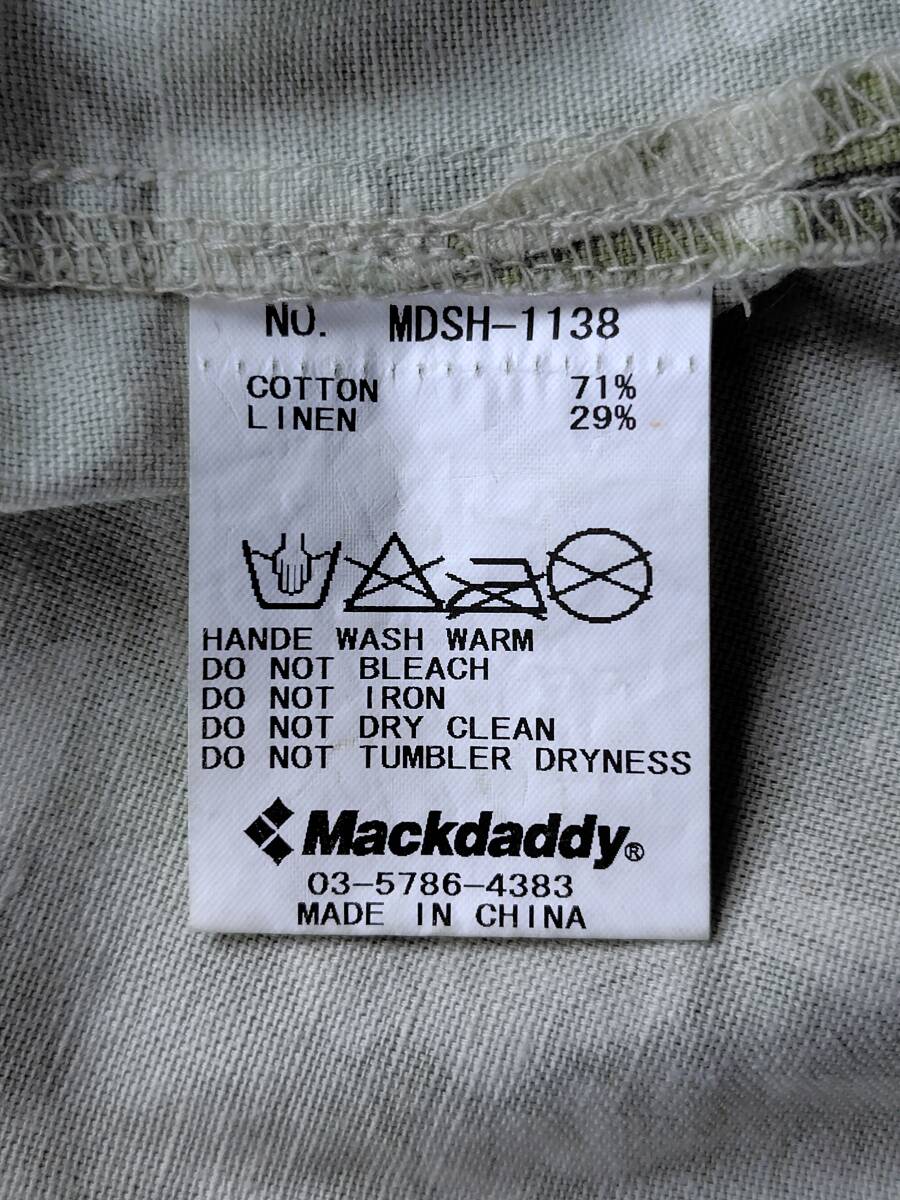 NO. MDSH-1138
COTTON 71%
LINEN 29%
HANDE WASH WARM
DO NOT BLEACH
DO NOT IRON
DO NOT DRY CLEAN
DO NOT TUMBLER DRYNESS
Mackdaddy®
03-5786-4383
MADE IN CHINA